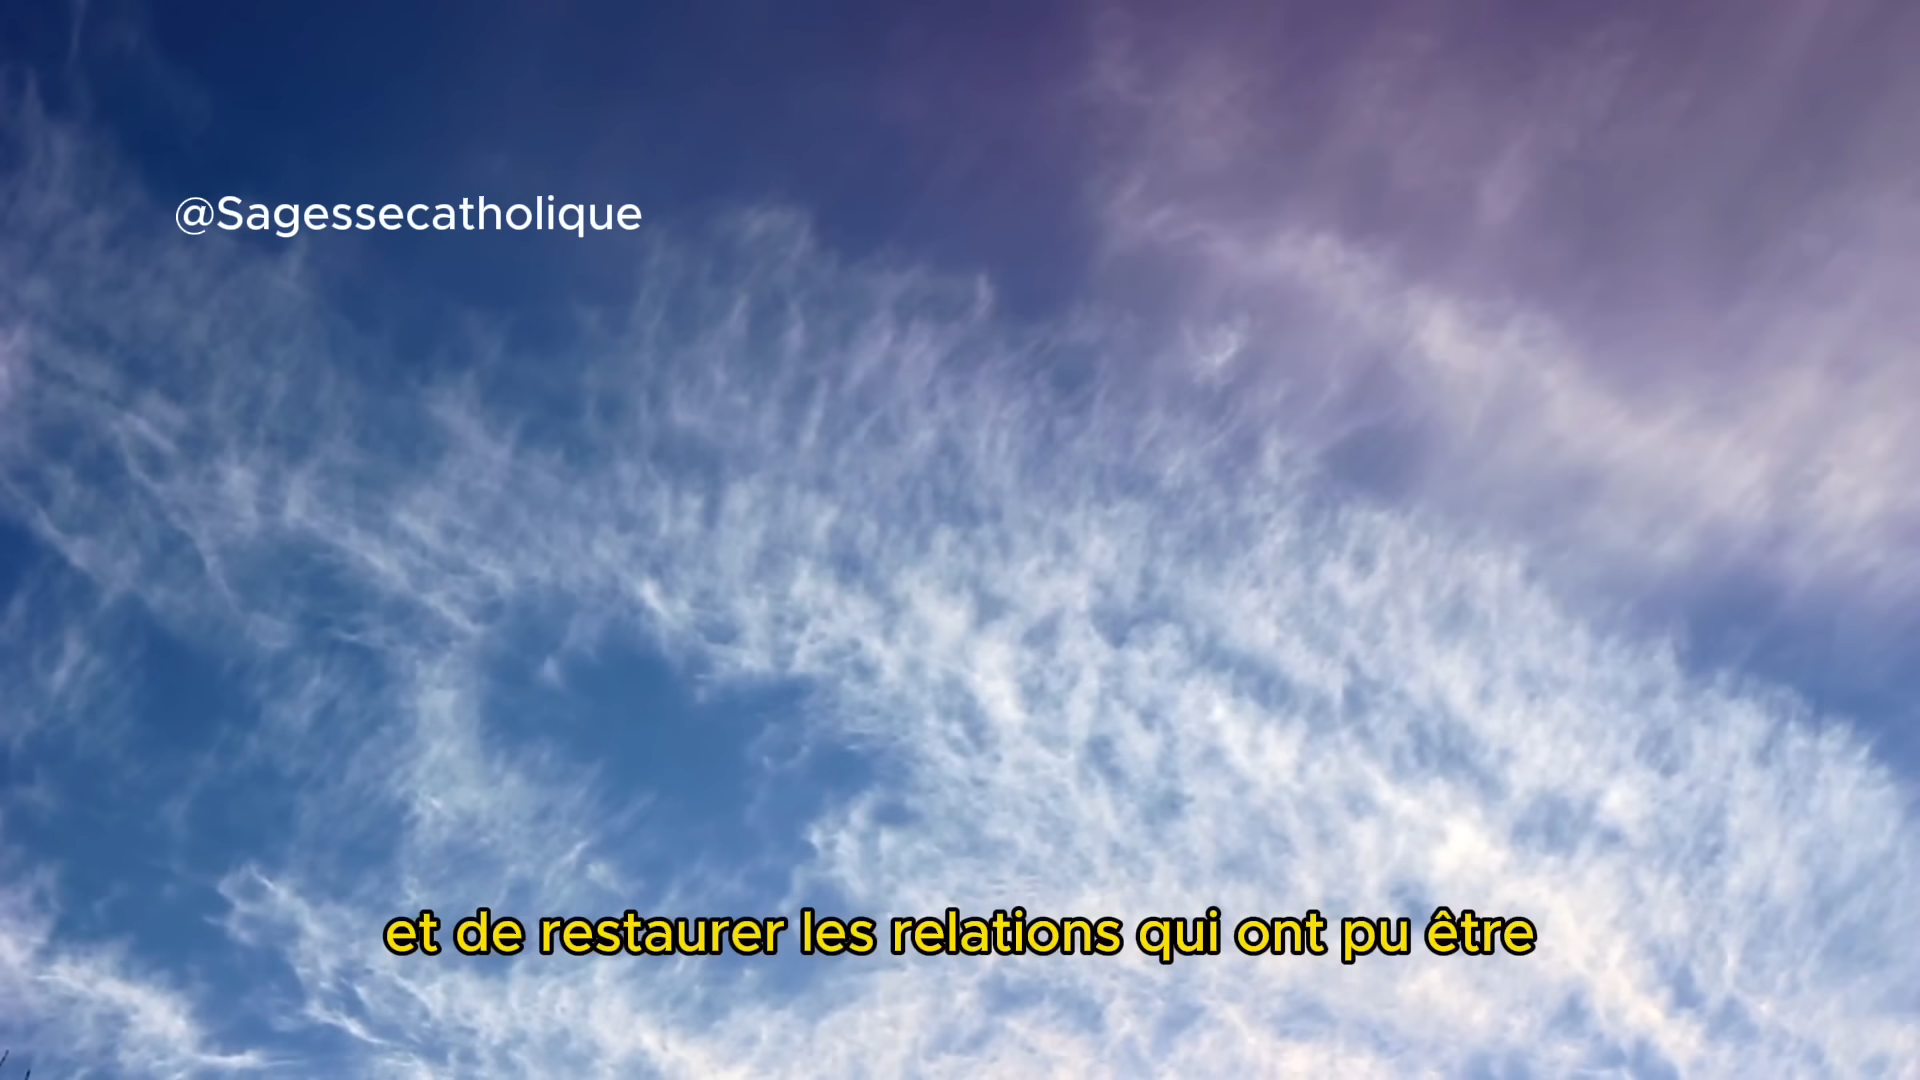 @Sagessecatholique
et de restaurer les relations qui ont pu être